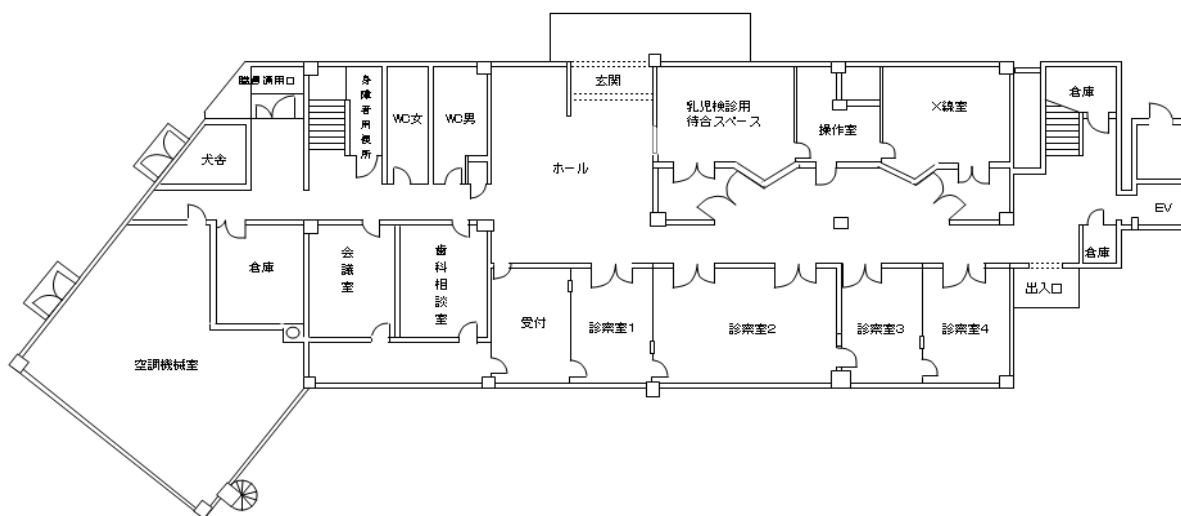 職員通用口
身障者用便所
WC女
WC男
玄関
乳児検診用
待合スペース
操作室
X線室
倉庫
犬舎
ホール
EV
倉庫
会議室
歯科相談室
倉庫
出入口
受付
診察室1
診察室2
診察室3
診察室4
空調機械室